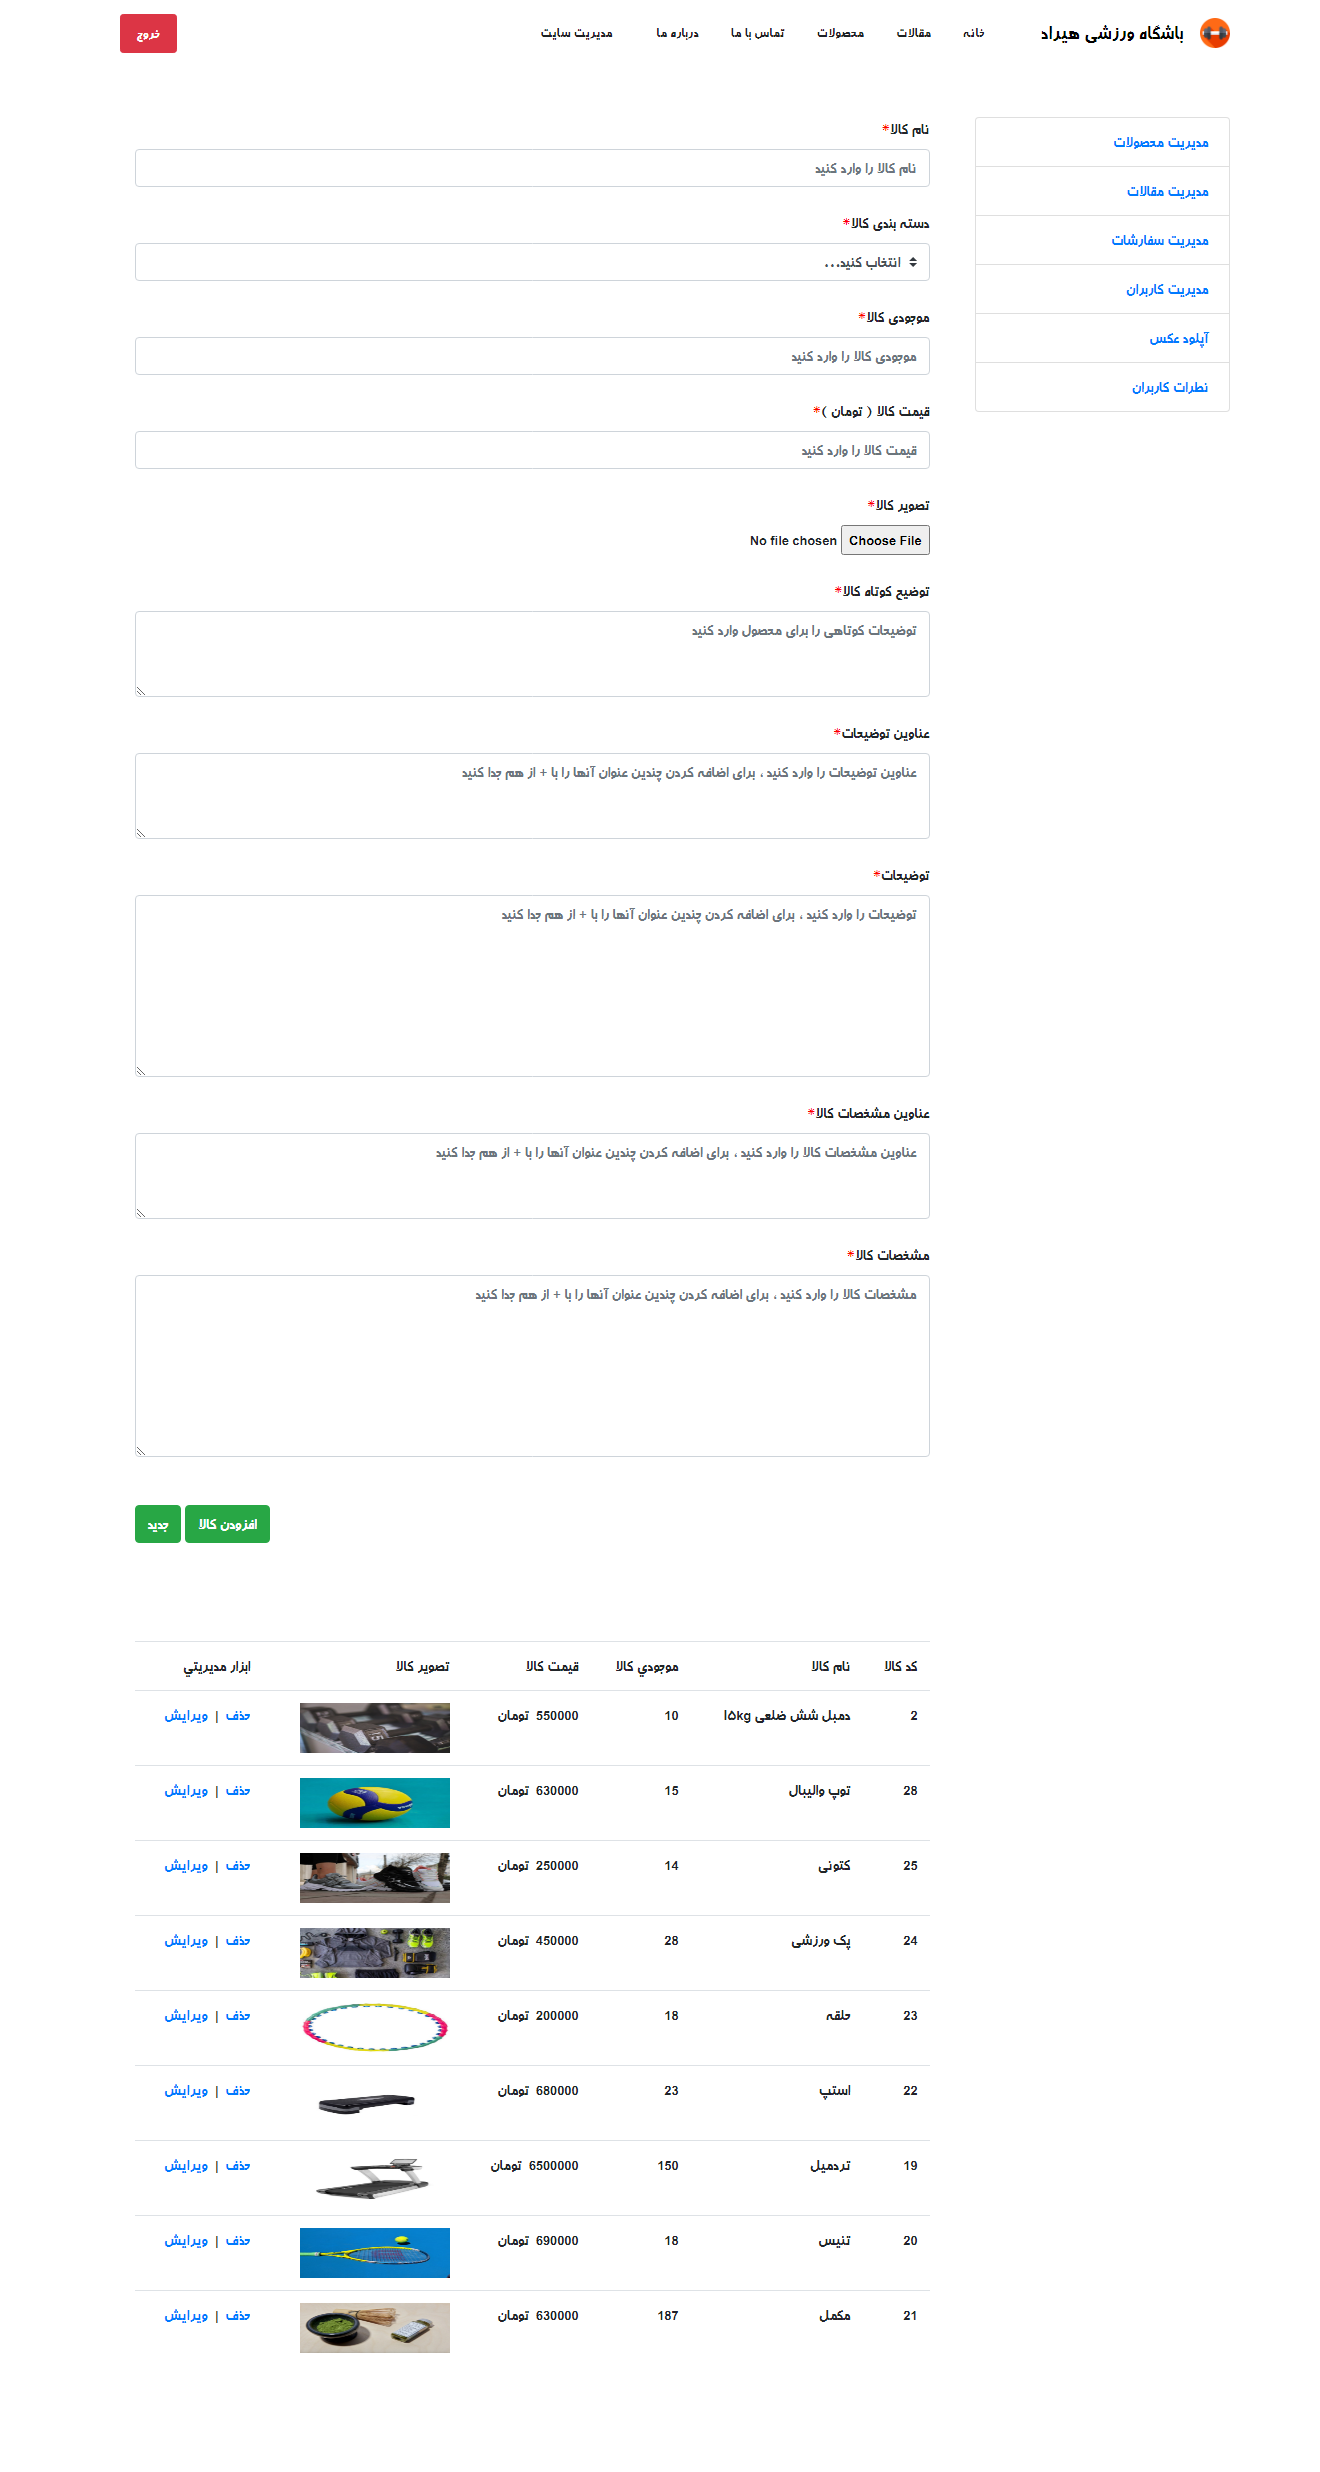 باشگاه ورزشی هیراد
خانه
مقالات
محصولات
تماس با ما
درباره ما
مدیریت سایت
خروج
مدیریت محصولات
مدیریت مقالات
مدیریت سفارشات
مدیریت کاربران
آپلود عکس
نظرات کاربران
نام کالا*
نام کالا را وارد کنید
دسته بندی کالا*
انتخاب کنید...
موجودی کالا*
موجودی کالا را وارد کنید
قیمت کالا ( تومان )*
قیمت کالا را وارد کنید
تصویر کالا*
Choose File No file chosen
توضیح کوتاه کالا*
توضیحات کوتاهی را برای محصول وارد کنید
عناوین توضیحات*
عناوین توضیحات را وارد کنید ، برای اضافه کردن چندین عنوان آنها را با + از هم جدا کنید
توضیحات*
توضیحات را وارد کنید ، برای اضافه کردن چندین عنوان آنها را با + از هم جدا کنید
عناوین مشخصات کالا*
عناوین مشخصات کالا را وارد کنید ، برای اضافه کردن چندین عنوان آنها را با + از هم جدا کنید
مشخصات کالا*
مشخصات کالا را وارد کنید ، برای اضافه کردن چندین عنوان آنها را با + از هم جدا کنید
افزودن کالا
جدید
کد کالا نام کالا موجودي کالا قیمت کالا تصویر کالا ابزار مدیریتي
2 دمبل شش ضلعی ۱۵kg 10 550000 تومان حذف | ویرایش
28 توپ والیبال 15 630000 تومان حذف | ویرایش
25 کتونی 14 250000 تومان حذف | ویرایش
24 پک ورزشی 28 450000 تومان حذف | ویرایش
23 حلقه 18 200000 تومان حذف | ویرایش
22 استپ 23 680000 تومان حذف | ویرایش
19 تردمیل 150 6500000 تومان حذف | ویرایش
20 تنیس 18 690000 تومان حذف | ویرایش
21 مکمل 187 630000 تومان حذف | ویرایش